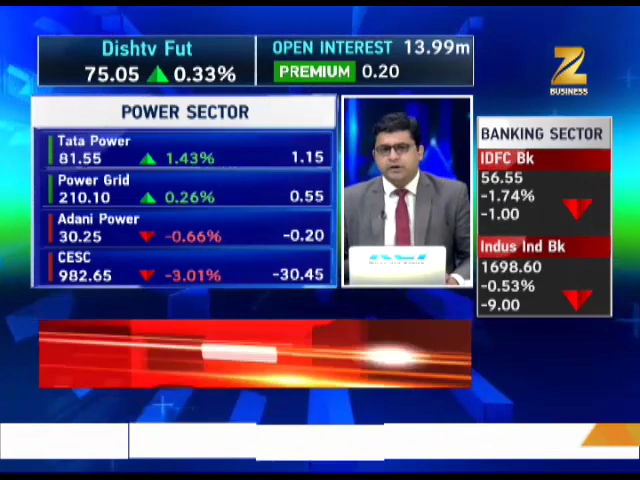 Dishtv Fut
75.05 0.33%
OPEN INTEREST 13.99m
PREMIUM 0.20
Z
BUSINESS
POWER SECTOR
Tata Power
81.55 1.43% 1.15
Power Grid
210.10 0.26% 0.55
Adani Power
30.25 -0.66% -0.20
CESC
982.65 -3.01% -30.45
BANKING SECTOR
IDFC Bk
56.55
-1.74%
-1.00
Indus Ind Bk
1698.60
-0.53%
-9.00